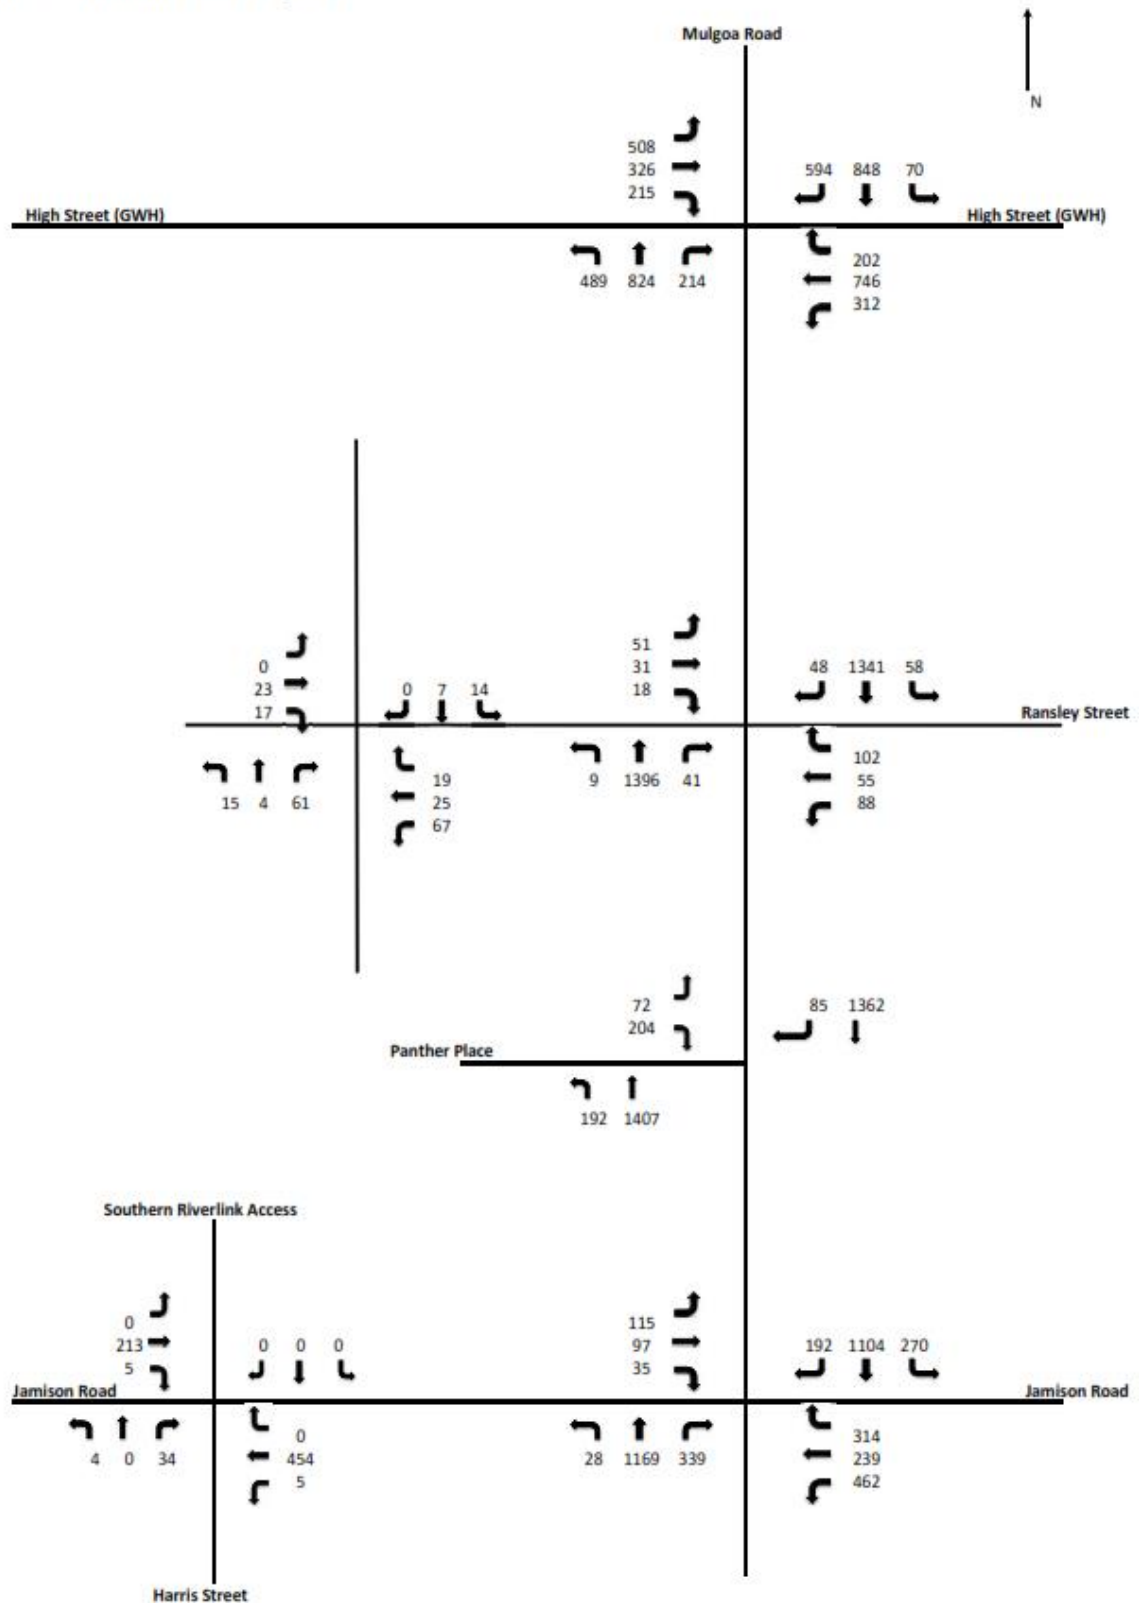 Mulgoa Road
N
508
326
215
594 848 70
High Street (GWH)
High Street (GWH)
489 824 214
202
746
312
0
23
17
0 7 14
51
31
18
48 1341 58
Ransley Street
15 4 61
19
25
67
9 1396 41
102
55
88
72
204
85 1362
Panther Place
192 1407
Southern Riverlink Access
0
213
5
0 0 0
115
97
35
192 1104 270
Jamison Road
Jamison Road
4 0 34
0
454
5
28 1169 339
314
239
462
Harris Street